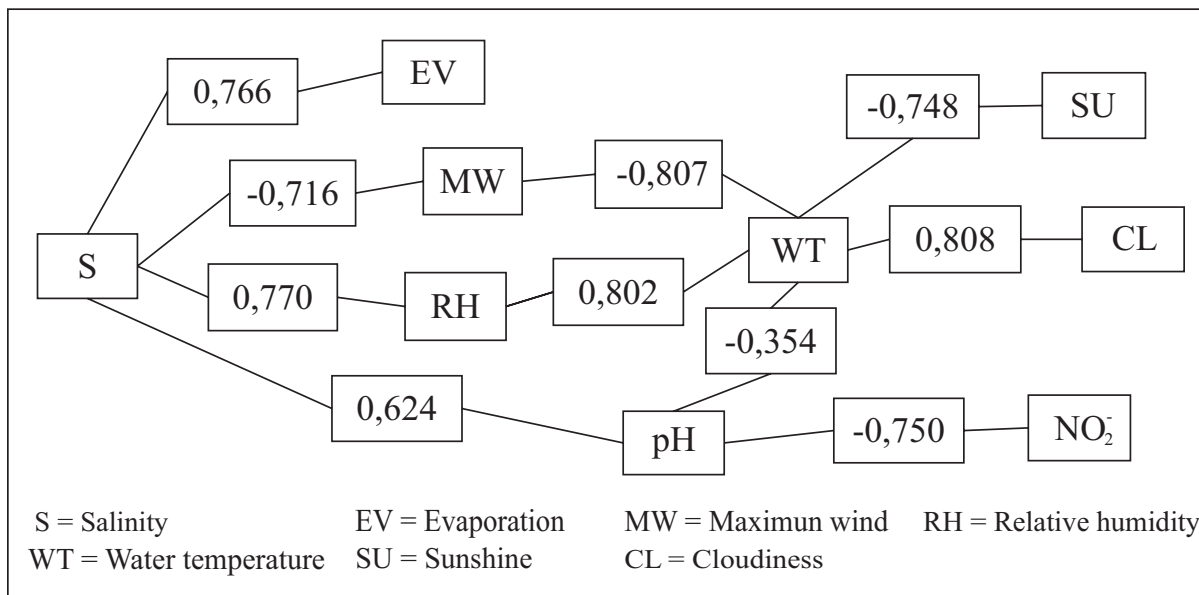 EV
0,766
SU
-0,748
-0,716
MW
-0,807
S
WT
0,808
CL
0,770
RH
0,802
-0,354
0,624
pH
-0,750
NO₂⁻
S = Salinity EV = Evaporation MW = Maximun wind RH = Relative humidity
WT = Water temperature SU = Sunshine CL = Cloudiness